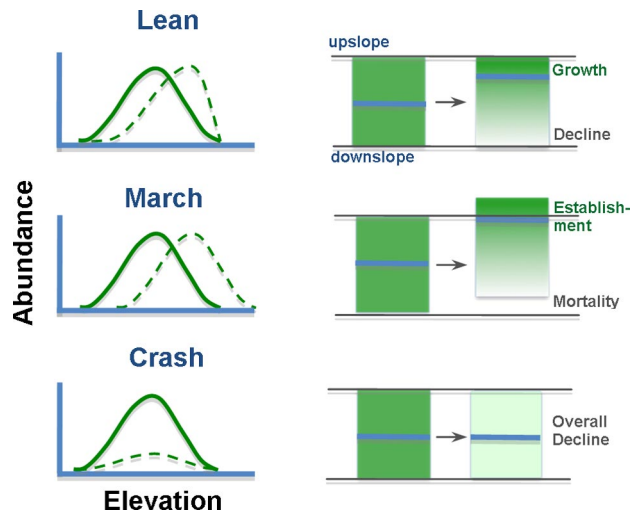 Lean
upslope
Growth
Decline
downslope
March
Establish-
ment
Mortality
Abundance
Crash
Overall
Decline
Elevation